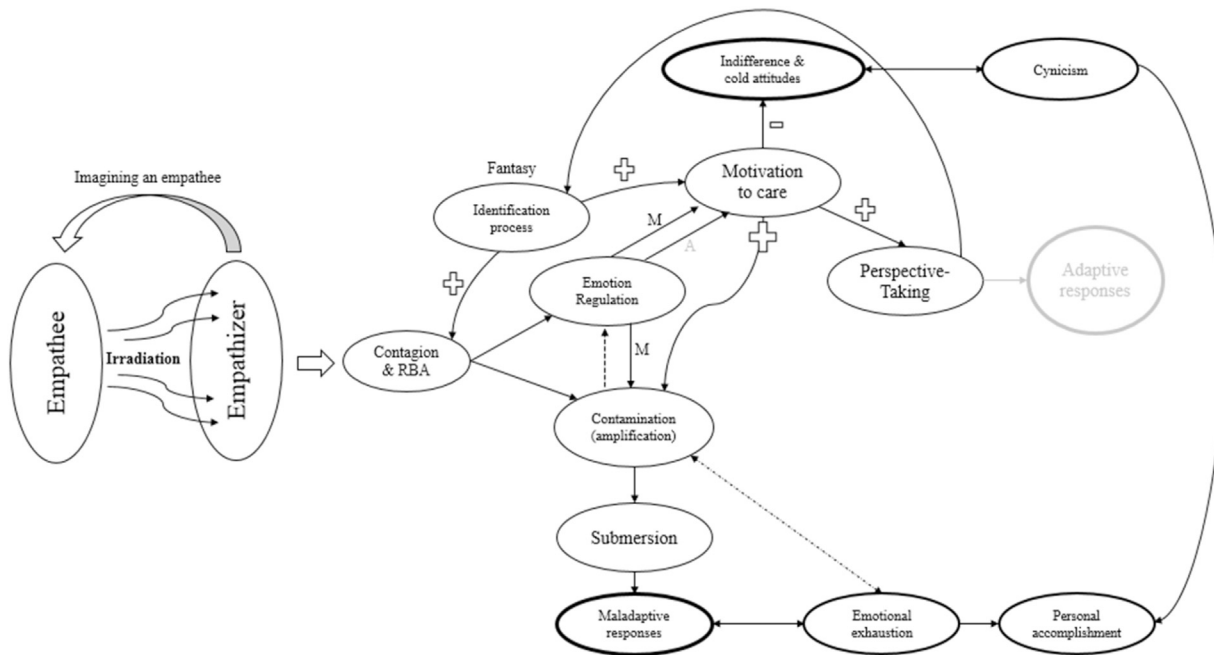 Indifference &
cold attitudes
Cynicism
Imagining an empathee
Fantasy
Motivation
to care
Identification
process
M
A
Emotion
Regulation
Perspective-
Taking
Adaptive
responses
Empathee
Irradiation
Empathizer
Contagion
& RBA
M
Contamination
(amplification)
Submersion
Maladaptive
responses
Emotional
exhaustion
Personal
accomplishment